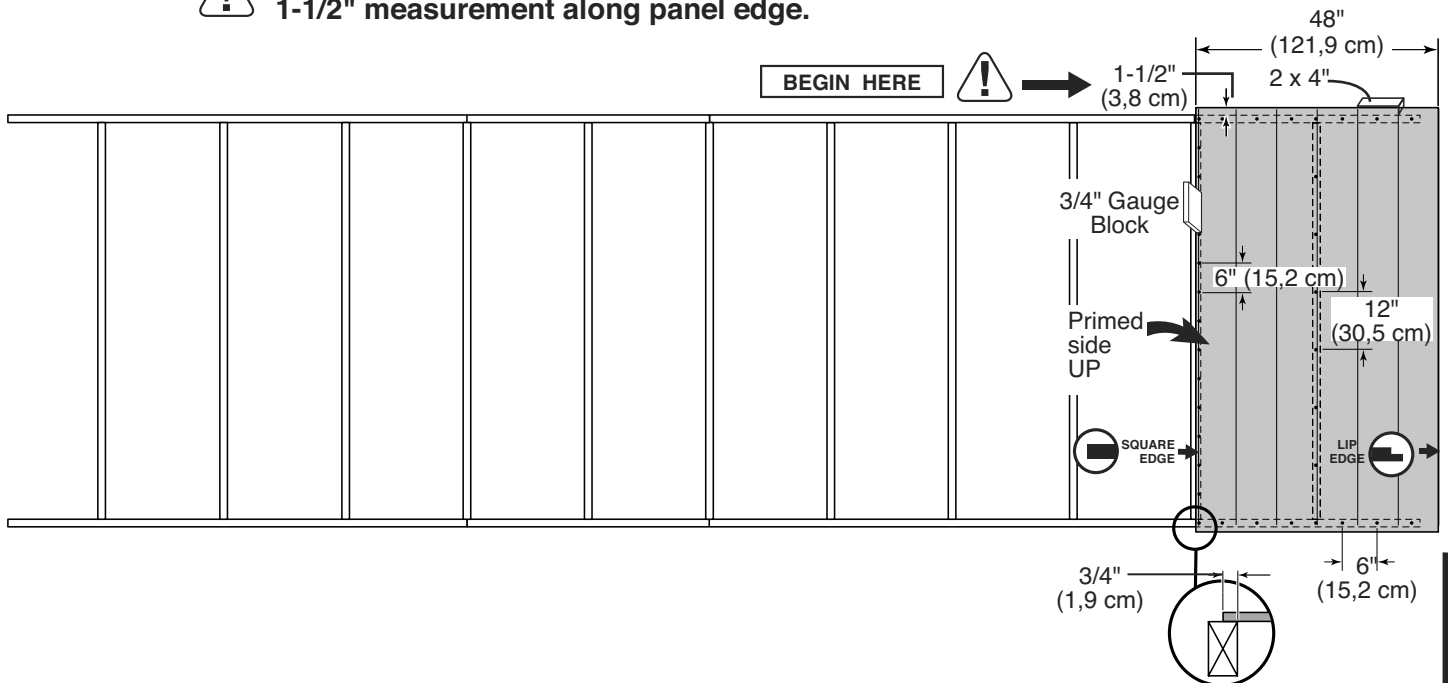 1-1/2" measurement along panel edge.
48"
(121,9 cm)
BEGIN HERE
!
1-1/2"
(3,8 cm)
2 x 4"
3/4" Gauge
Block
6" (15,2 cm)
12"
(30,5 cm)
Primed
side
UP
SQUARE
EDGE
LIP
EDGE
3/4"
(1,9 cm)
6"
(15,2 cm)